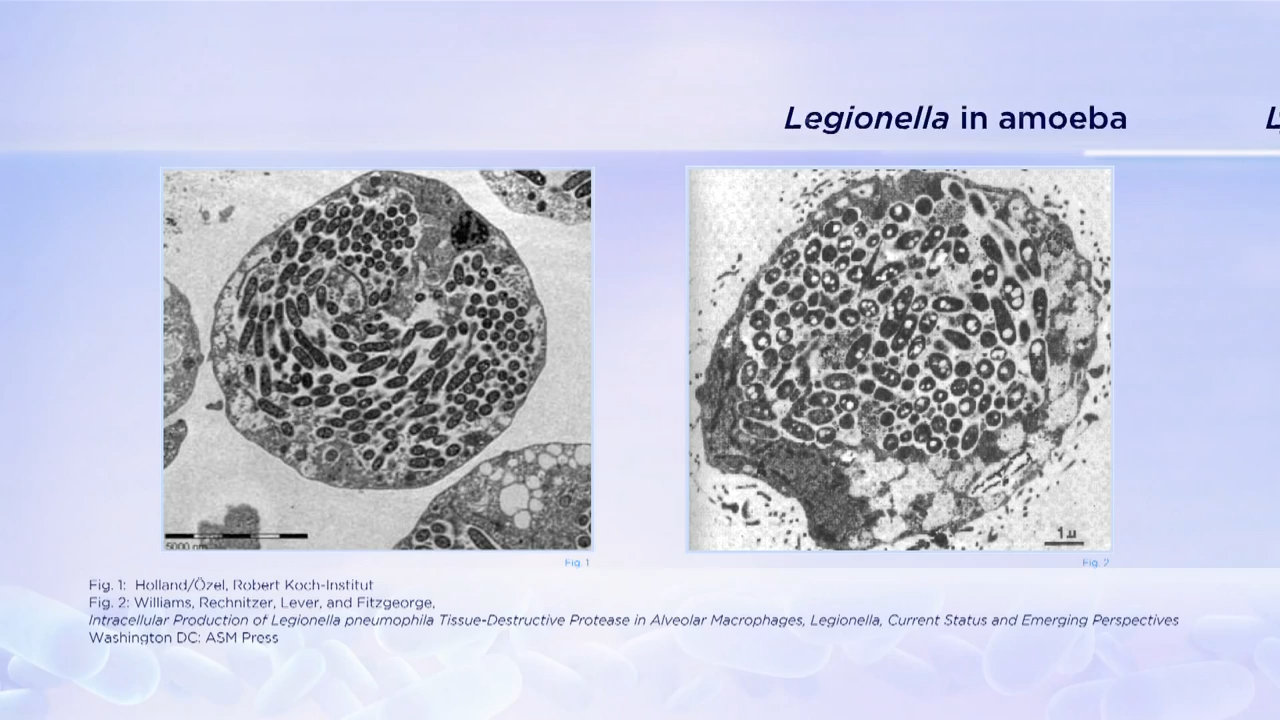 Legionella in amoeba
L
5000 nm
1µ
Fig. 1
Fig. 2
Fig. 1: Holland/Özel, Robert Koch-Institut
Fig. 2: Williams, Rechnitzer, Lever, and Fitzgeorge,
Intracellular Production of Legionella pneumophila Tissue-Destructive Protease in Alveolar Macrophages, Legionella, Current Status and Emerging Perspectives
Washington DC: ASM Press